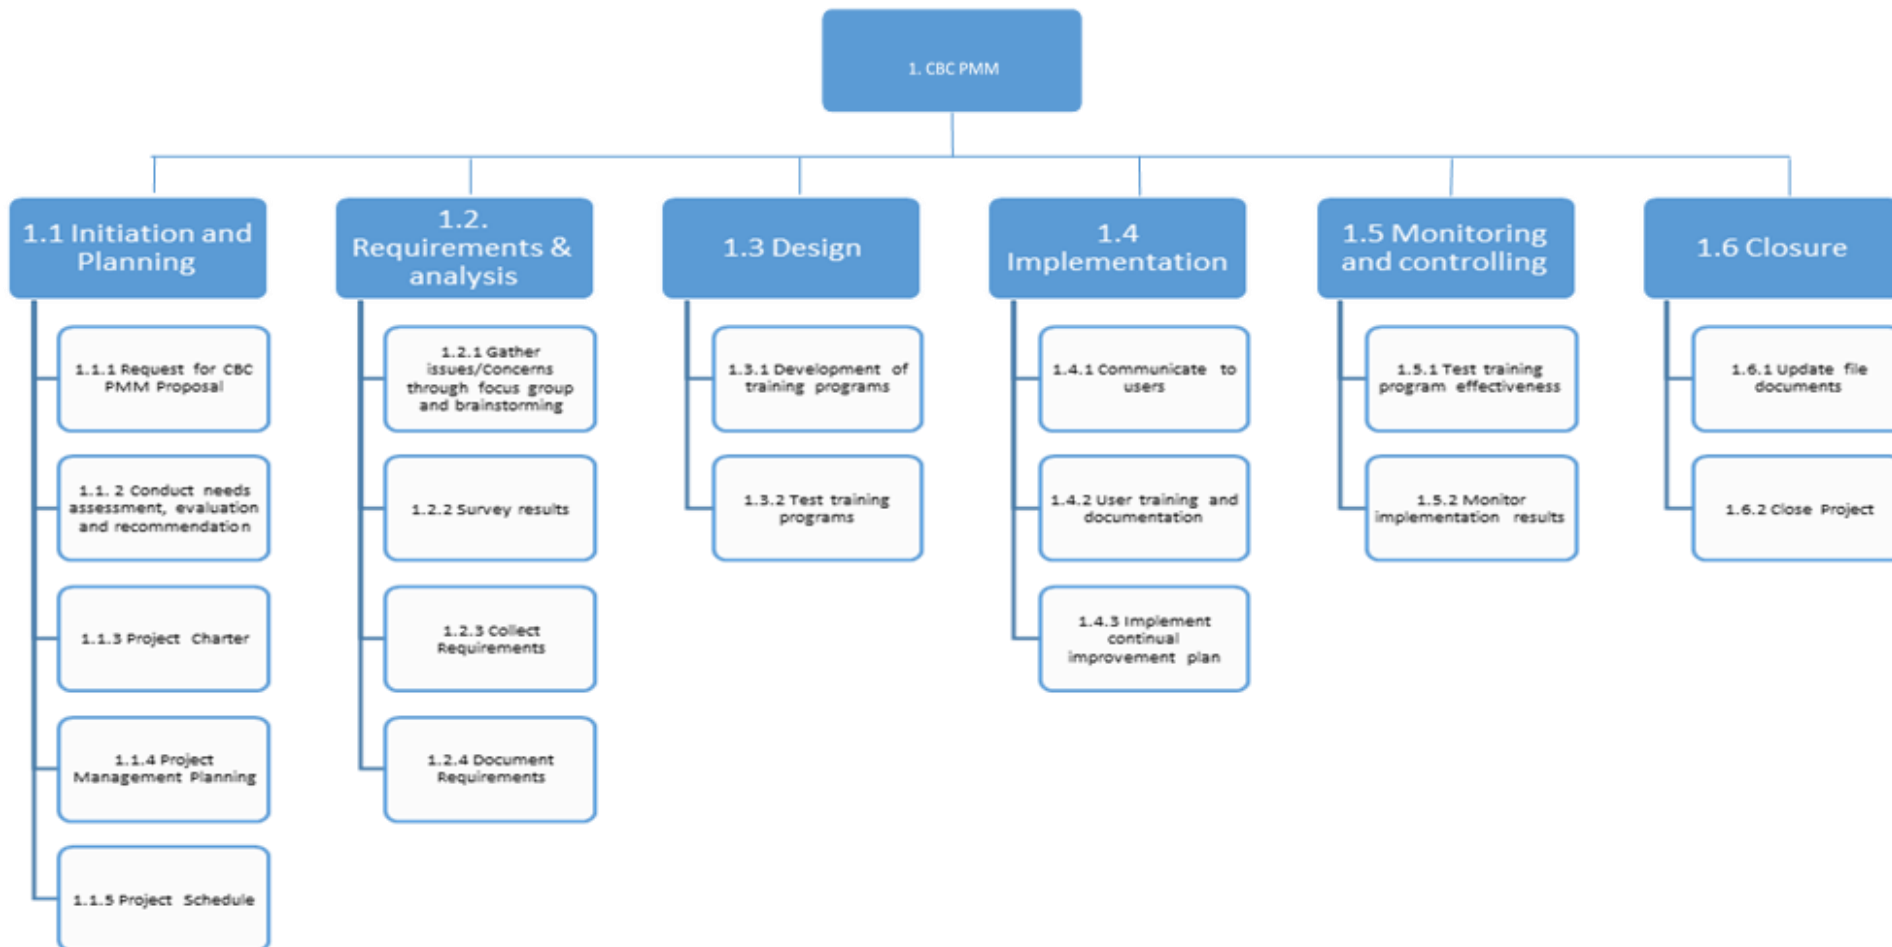 1. CBC PMM
1.1 Initiation and
Planning
1.1.1 Request for CBC
PMM Proposal
1.1. 2 Conduct needs
assessment, evaluation
and recommendation
1.1.3 Project Charter
1.1.4 Project
Management Planning
1.1.5 Project Schedule
1.2.
Requirements &
analysis
1.2.1 Gather
issues/Concerns
through focus group
and brainstorming
1.2.2 Survey results
1.2.3 Collect
Requirements
1.2.4 Document
Requirements
1.3 Design
1.3.1 Development of
training programs
1.3.2 Test training
programs
1.4
Implementation
1.4.1 Communicate to
users
1.4.2 User training and
documentation
1.4.3 Implement
continual
improvement plan
1.5 Monitoring
and controlling
1.5.1 Test training
program effectiveness
1.5.2 Monitor
implementation results
1.6 Closure
1.6.1 Update file
documents
1.6.2 Close Project